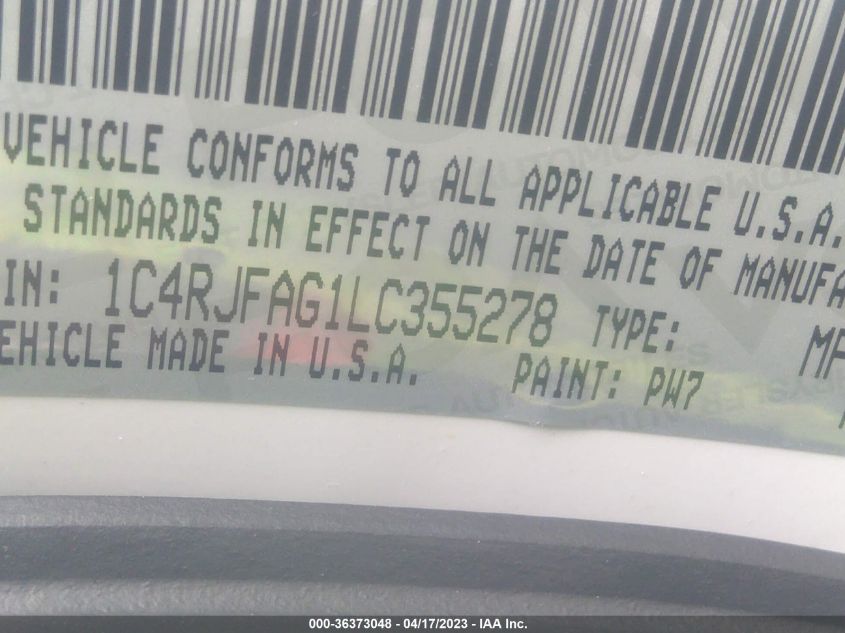 VEHICLE CONFORMS TO ALL APPLICABLE U.S.A.
STANDARDS IN EFFECT ON THE DATE OF MANUFA
IN: 1C4RJFAG1LC355278 TYPE: MP
EHICLE MADE IN U.S.A. PAINT: PW7
000-36373048 - 04/17/2023 - IAA Inc.